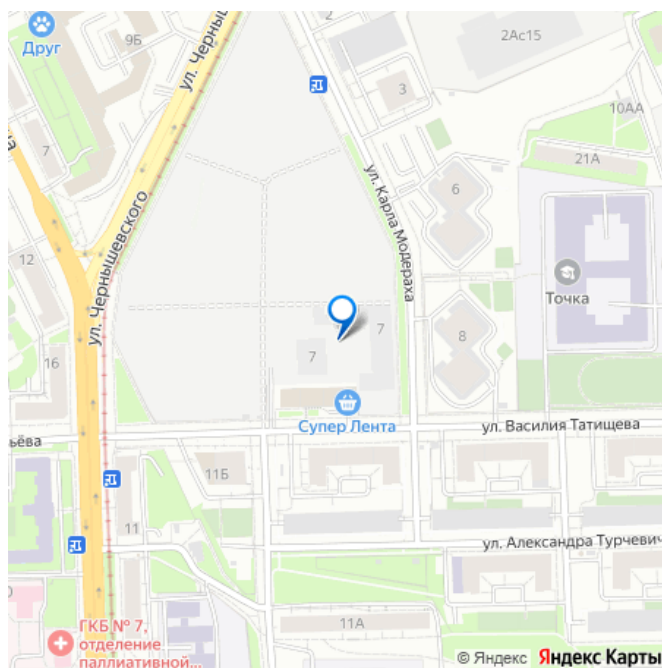 Друг
9Б
ул. Черны
2Ас15
3
7
10АА
21А
6
ул. Карла Модераха
ул. Чернышевского
12
Точка
7
7
8
16
Супер Лента
ул. Василия Татищева
ьёва
11Б
11
ул. Александра Турчевич
0
11А
ГКБ № 7,
отделение
паллиативной...
© Яндекс Яндекс Карты